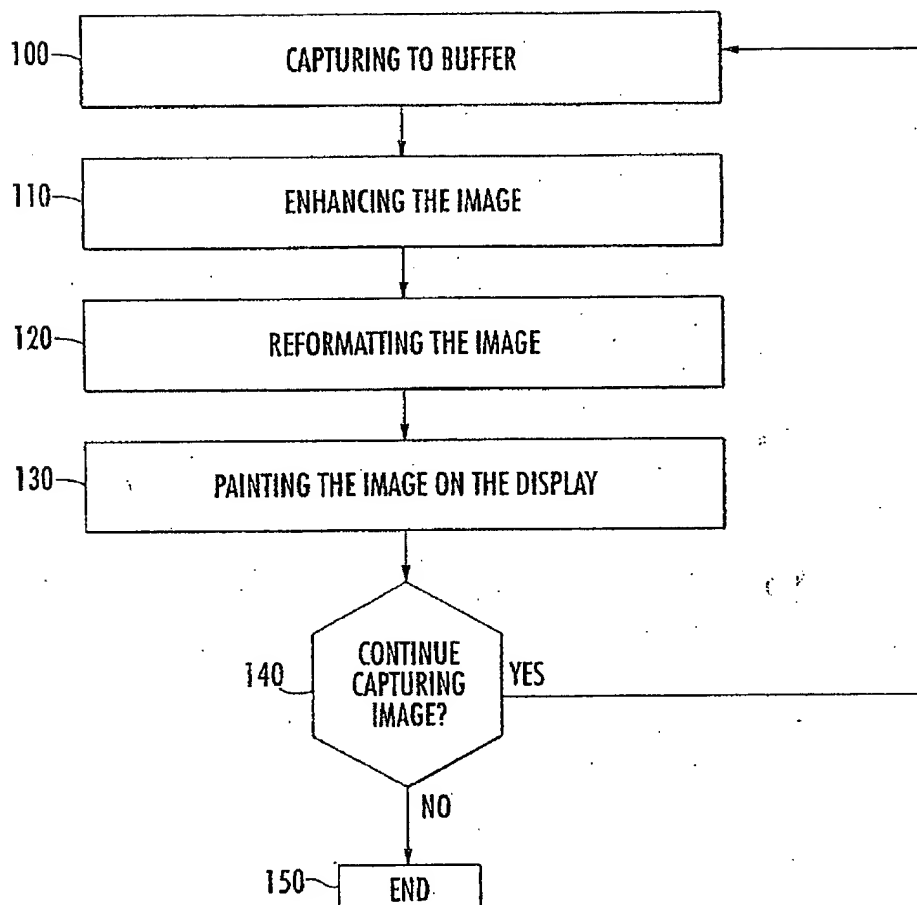 100
CAPTURING TO BUFFER
110
ENHANCING THE IMAGE
120
REFORMATTING THE IMAGE
130
PAINTING THE IMAGE ON THE DISPLAY
140
CONTINUE
CAPTURING
IMAGE?
YES
NO
150
END